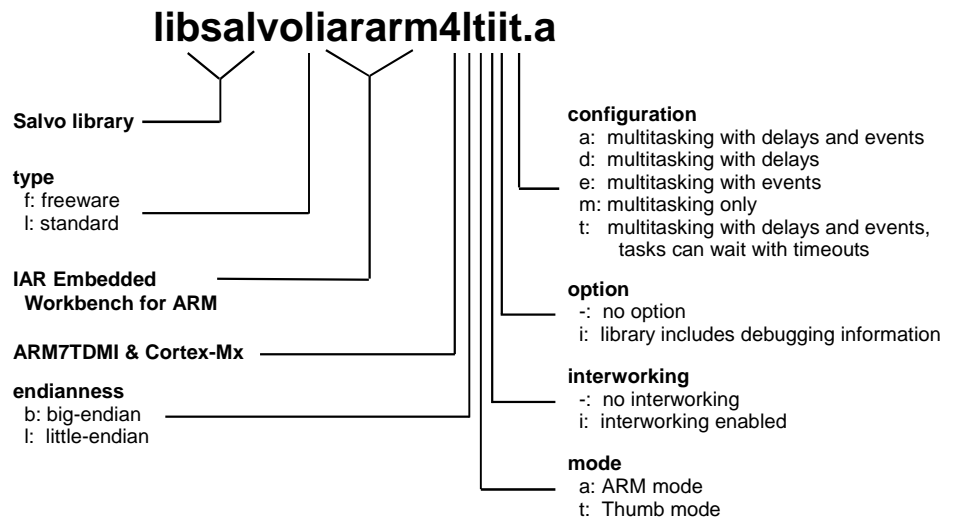 libsalvoliararm4ltiit.a
Salvo library
type
f: freeware
l: standard
IAR Embedded
Workbench for ARM
ARM7TDMI & Cortex-Mx
endianness
b: big-endian
l: little-endian
configuration
a: multitasking with delays and events
d: multitasking with delays
e: multitasking with events
m: multitasking only
t: multitasking with delays and events,
tasks can wait with timeouts
option
-: no option
i: library includes debugging information
interworking
-: no interworking
i: interworking enabled
mode
a: ARM mode
t: Thumb mode